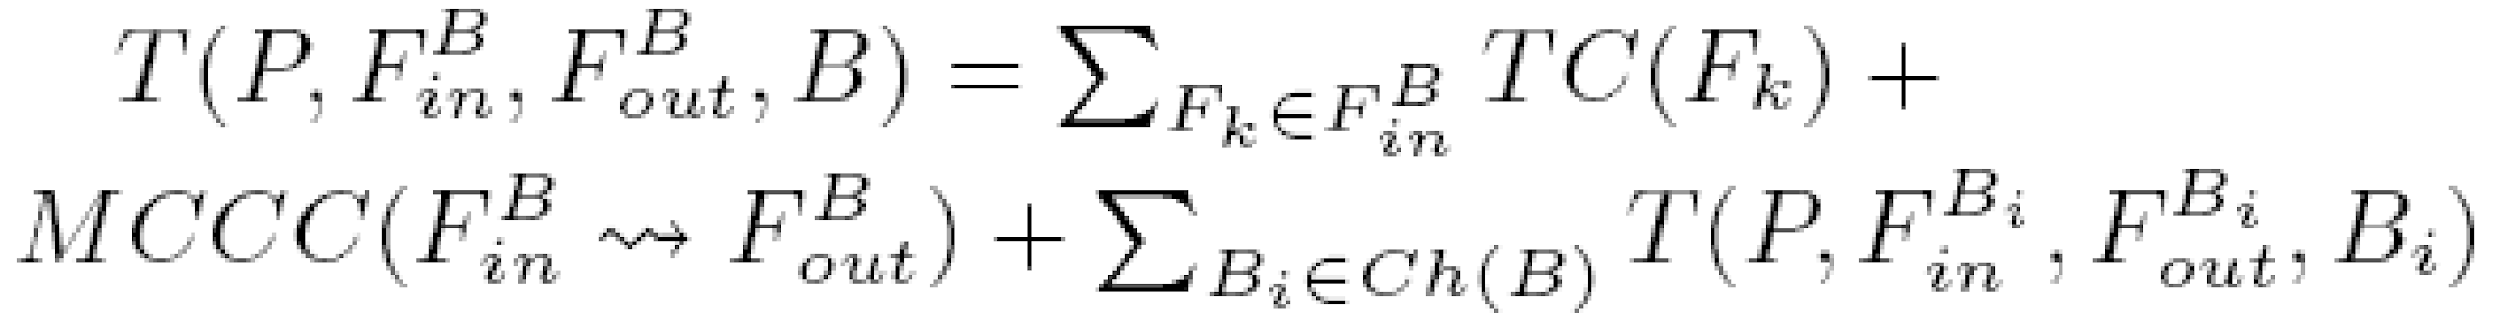 $T(P, F_{in}^{B}, F_{out}^{B}, B) = \sum_{F_k \in F_{in}^{B}} TC(F_k) +$
$MCCC(F_{in}^{B} \rightsquigarrow F_{out}^{B}) + \sum_{B_i \in Ch(B)} T(P, F_{in}^{B_i}, F_{out}^{B_i}, B_i)$